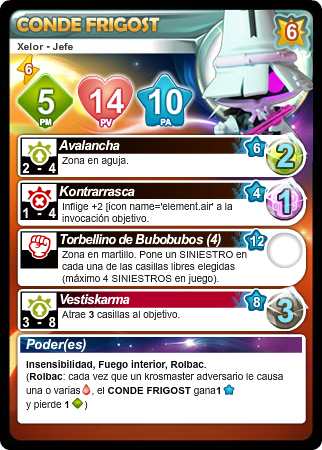 CONDE FRIGOST
6
Xelor - Jefe
6
5
PM
14
PV
10
PA
Avalancha
6
2
Zona en aguja.
2 - 4
Kontrarrasca
4
1
Inflige +2 [icon name='element.air' a la
invocación objetivo.
1 - 4
Torbellino de Bubobubos (4)
12
Zona en martillo. Pone un SINIESTRO en
cada una de las casillas libres elegidas
(máximo 4 SINIESTROS en juego).
Vestiskarma
8
3
Atrae 3 casillas al objetivo.
3 - 8
Poder(es)
Insensibilidad, Fuego interior, Rolbac.
(Rolbac: cada vez que un krosmaster adversario le causa
una o varias , el CONDE FRIGOST gana1
y pierde 1 )